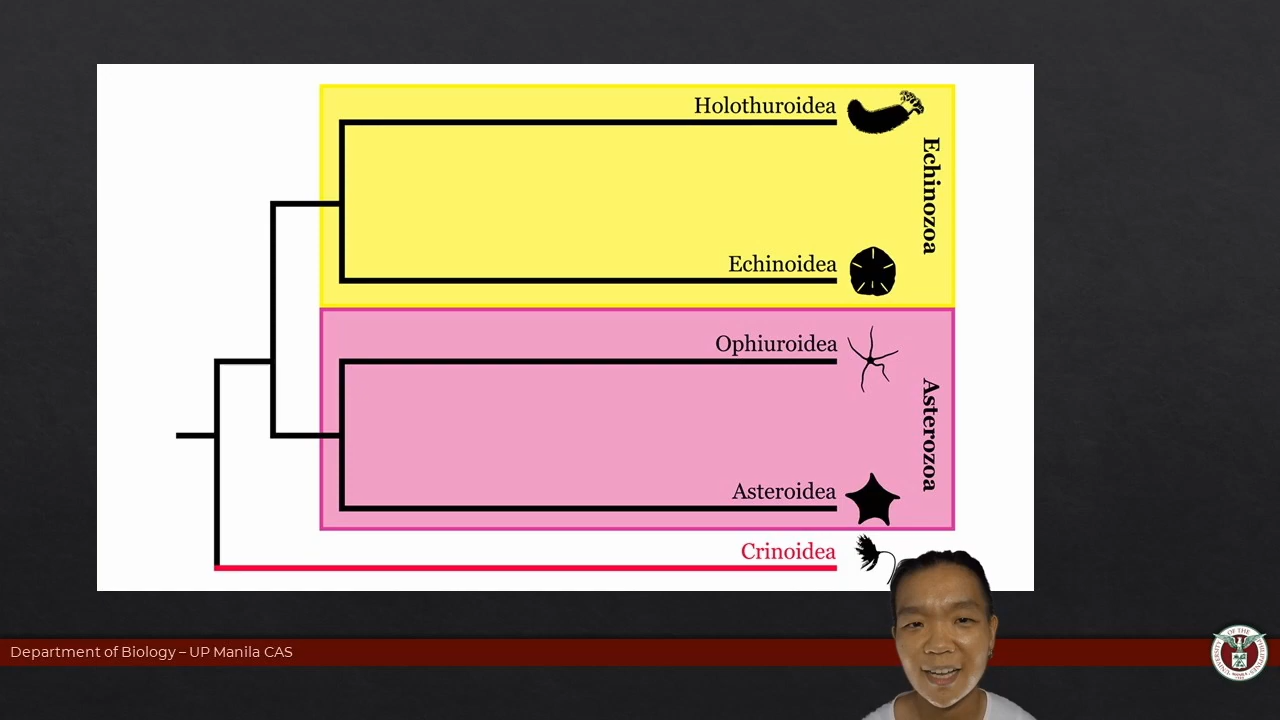 Holothuroidea
Echinozoa
Echinoidea
Ophiuroidea
Asterozoa
Asteroidea
Crinoidea
Department of Biology – UP Manila CAS